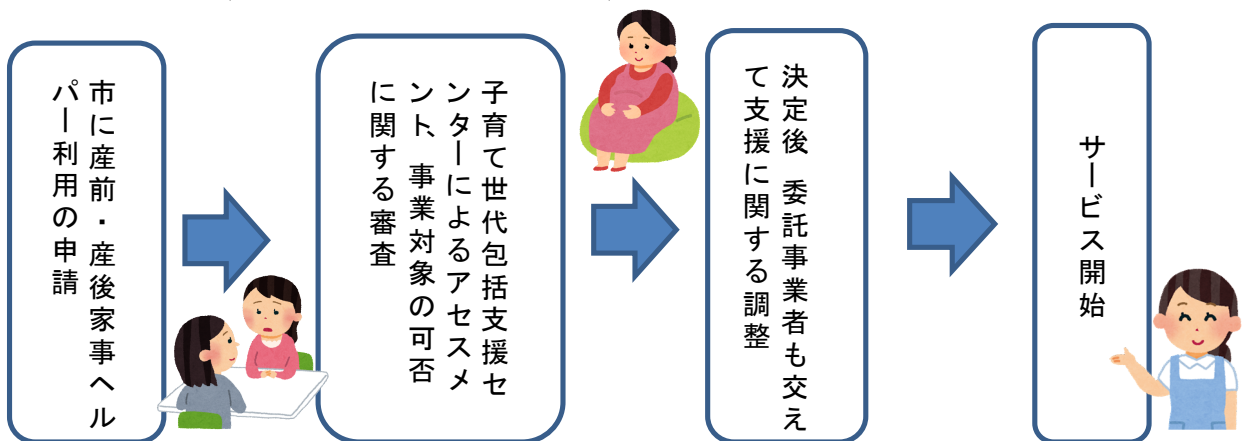 市に産前・産後家事ヘル
パー利用の申請
子育て世代包括支援セ
ンターによるアセスメ
ント、事業対象の可否
に関する審査
決定後 委託事業者も交え
て支援に関する調整
サービス開始